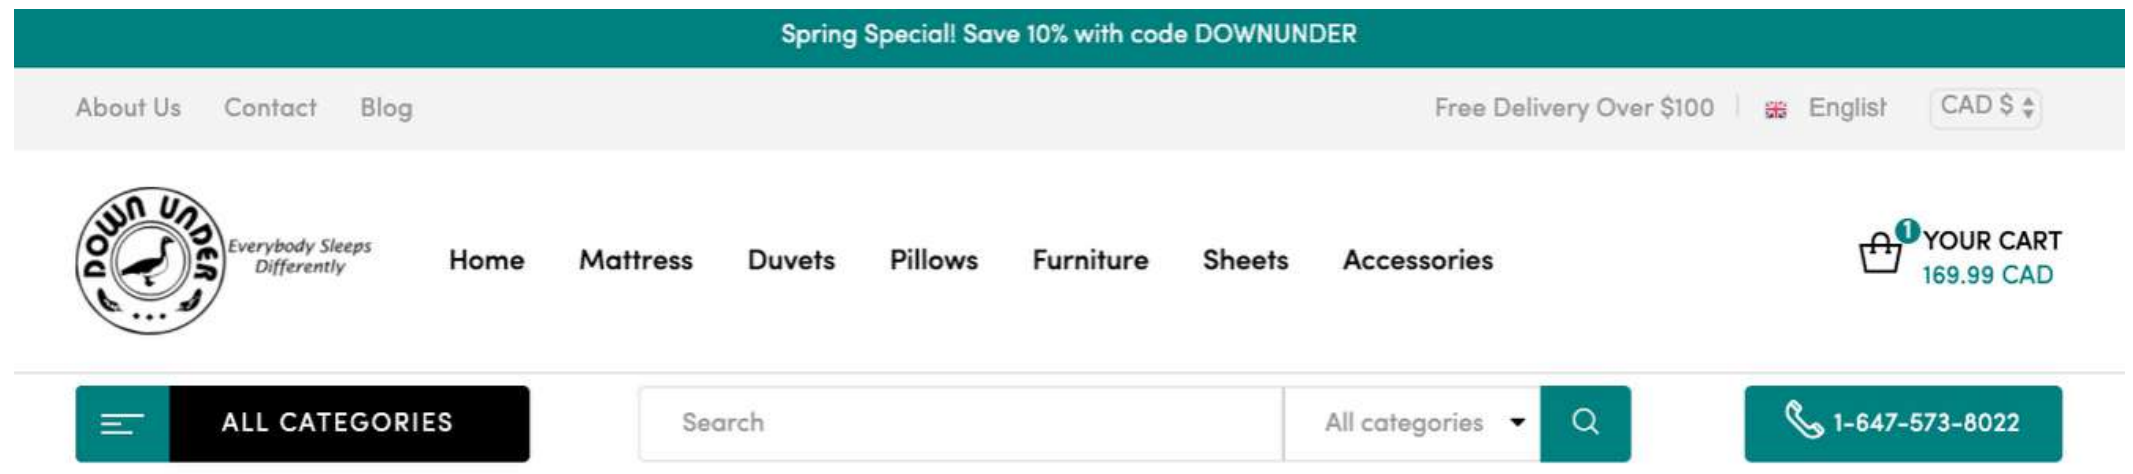 Spring Special! Save 10% with code DOWNUNDER
About Us Contact Blog Free Delivery Over $100 English CAD $
DOWN UNDER
Everybody Sleeps
Differently
Home Mattress Duvets Pillows Furniture Sheets Accessories
1
YOUR CART
169.99 CAD
ALL CATEGORIES Search All categories 1-647-573-8022